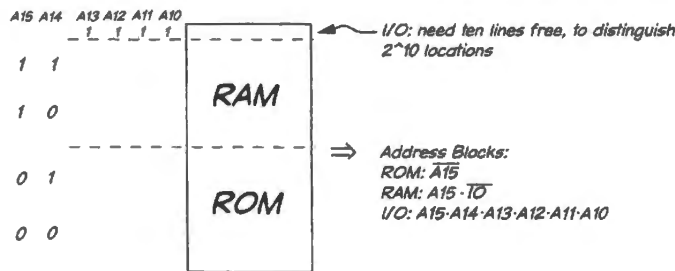 A15 A14 A13 A12 A11 A10
1 1 1 1
I/O: need ten lines free, to distinguish
2^10 locations
1 1
RAM
1 0
⇒ Address Blocks:
ROM: A̅1̅5̅
0 1
RAM: A15 · I̅O̅
ROM
I/O: A15·A14·A13·A12·A11·A10
0 0